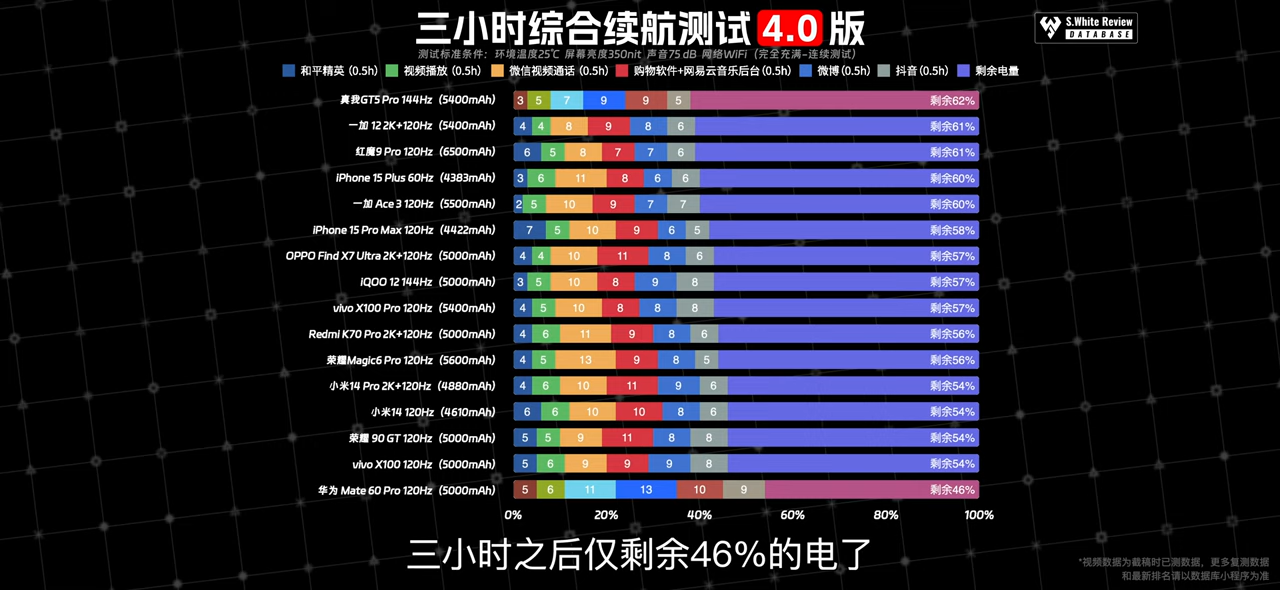 三小时综合续航测试 4.0 版
S.White Review
DATABASE
测试标准条件：环境温度25℃ 屏幕亮度350nit 声音75dB 网络WiFi（完全充满-连续测试）
和平精英（0.5h） 视频播放（0.5h） 微信视频通话（0.5h） 购物软件+网易云音乐后台（0.5h） 微博（0.5h） 抖音（0.5h） 剩余电量
真我GT5 Pro 144Hz（5400mAh） 3 5 7 9 9 5 剩余62%
一加 12 2K+120Hz（5400mAh） 4 4 8 9 8 6 剩余61%
红魔9 Pro 120Hz（6500mAh） 6 5 8 7 7 6 剩余61%
iPhone 15 Plus 60Hz（4383mAh） 3 6 11 8 6 6 剩余60%
一加 Ace 3 120Hz（5500mAh） 2 5 10 9 7 7 剩余60%
iPhone 15 Pro Max 120Hz（4422mAh） 7 5 10 9 6 5 剩余58%
OPPO Find X7 Ultra 2K+120Hz（5000mAh） 4 4 10 11 8 6 剩余57%
iQOO 12 144Hz（5000mAh） 3 5 10 8 9 8 剩余57%
vivo X100 Pro 120Hz（5400mAh） 4 5 10 8 8 8 剩余57%
Redmi K70 Pro 2K+120Hz（5000mAh） 4 6 11 9 8 6 剩余56%
荣耀Magic6 Pro 120Hz（5600mAh） 4 5 13 9 8 5 剩余56%
小米14 Pro 2K+120Hz（4880mAh） 4 6 10 11 9 6 剩余54%
小米14 120Hz（4610mAh） 6 6 10 10 8 6 剩余54%
荣耀 90 GT 120Hz（5000mAh） 5 5 9 11 8 8 剩余54%
vivo X100 120Hz（5000mAh） 5 6 9 9 9 8 剩余54%
华为 Mate 60 Pro 120Hz（5000mAh） 5 6 11 13 10 9 剩余46%
0% 20% 40% 60% 80% 100%
三小时之后仅剩余46%的电了
*视频数据为截稿时已测数据，更多复测数据
和最新排名请以数据库小程序为准